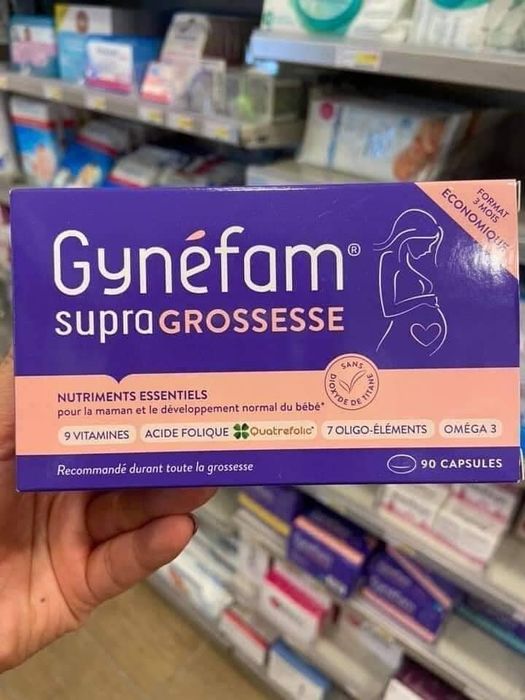 FORMAT
3 MOIS
ECONOMIQUE
Gynéfam®
supraGROSSESSE
SANS
DIOXYDE DE TITANE
NUTRIMENTS ESSENTIELS
pour la maman et le développement normal du bébé*
9 VITAMINES ACIDE FOLIQUE Quatrefolic® 7 OLIGO-ÉLÉMENTS OMÉGA 3
Recommandé durant toute la grossesse
90 CAPSULES